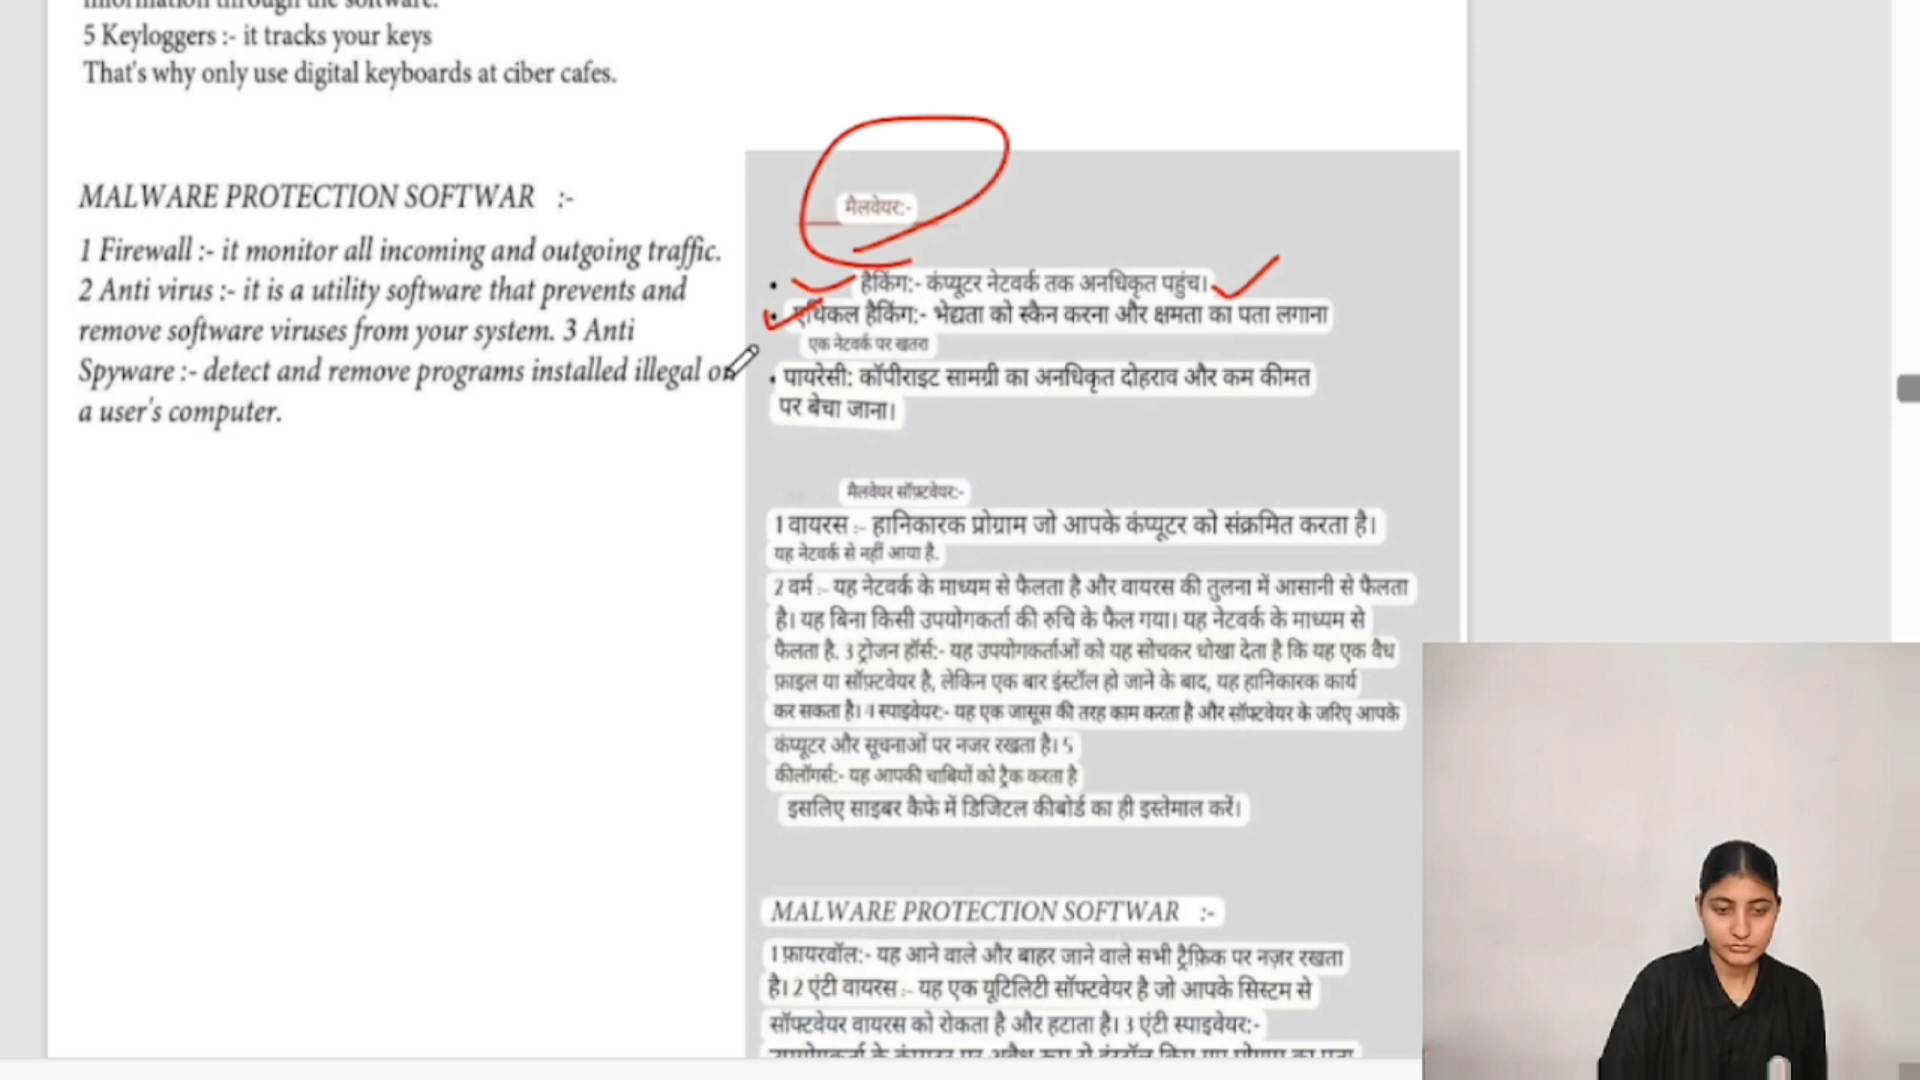 information through the software.
5 Keyloggers :- it tracks your keys
That's why only use digital keyboards at ciber cafes.
MALWARE PROTECTION SOFTWAR :-
1 Firewall :- it monitor all incoming and outgoing traffic.
2 Anti virus :- it is a utility software that prevents and
remove software viruses from your system. 3 Anti
Spyware :- detect and remove programs installed illegal on
a user's computer.
मैलवेयर:-
• हैकिंग:- कंप्यूटर नेटवर्क तक अनधिकृत पहुंच।
• एथिकल हैकिंग:- भेद्यता को स्कैन करना और क्षमता का पता लगाना
एक नेटवर्क पर खतरा
• पायरेसी: कॉपीराइट सामग्री का अनधिकृत दोहराव और कम कीमत
पर बेचा जाना।
मैलवेयर सॉफ़्टवेयर:-
1 वायरस :- हानिकारक प्रोग्राम जो आपके कंप्यूटर को संक्रमित करता है।
यह नेटवर्क से नहीं आया है.
2 वर्म :- यह नेटवर्क के माध्यम से फैलता है और वायरस की तुलना में आसानी से फैलता
है। यह बिना किसी उपयोगकर्ता की रुचि के फैल गया। यह नेटवर्क के माध्यम से
फैलता है. 3 ट्रोजन हॉर्स:- यह उपयोगकर्ताओं को यह सोचकर धोखा देता है कि यह एक वैध
फ़ाइल या सॉफ़्टवेयर है, लेकिन एक बार इंस्टॉल हो जाने के बाद, यह हानिकारक कार्य
कर सकता है। 4 स्पाइवेयर:- यह एक जासूस की तरह काम करता है और सॉफ्टवेयर के जरिए आपके
कंप्यूटर और सूचनाओं पर नजर रखता है। 5
कीलॉगर्स:- यह आपकी चाबियों को ट्रैक करता है
इसलिए साइबर कैफे में डिजिटल कीबोर्ड का ही इस्तेमाल करें।
MALWARE PROTECTION SOFTWAR :-
1 फ़ायरवॉल:- यह आने वाले और बाहर जाने वाले सभी ट्रैफ़िक पर नज़र रखता
है। 2 एंटी वायरस :- यह एक यूटिलिटी सॉफ्टवेयर है जो आपके सिस्टम से
सॉफ्टवेयर वायरस को रोकता है और हटाता है। 3 एंटी स्पाइवेयर:-